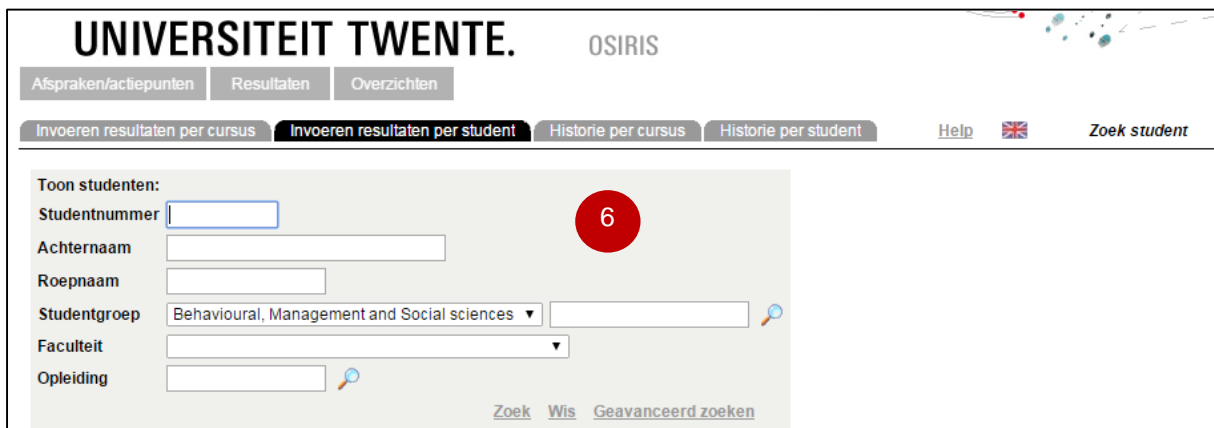 UNIVERSITEIT TWENTE. OSIRIS
Afspraken/actiepunten Resultaten Overzichten
Invoeren resultaten per cursus Invoeren resultaten per student Historie per cursus Historie per student Help Zoek student
Toon studenten:
Studentnummer
6
Achternaam
Roepnaam
Studentgroep Behavioural, Management and Social sciences
Faculteit
Opleiding
Zoek Wis Geavanceerd zoeken